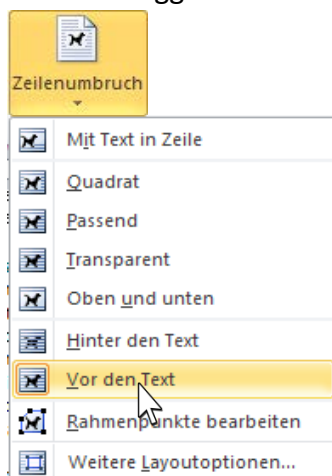 Zeilenumbruch
Mit Text in Zeile
Quadrat
Passend
Transparent
Oben und unten
Hinter den Text
Vor den Text
Rahmenpunkte bearbeiten
Weitere Layoutoptionen...